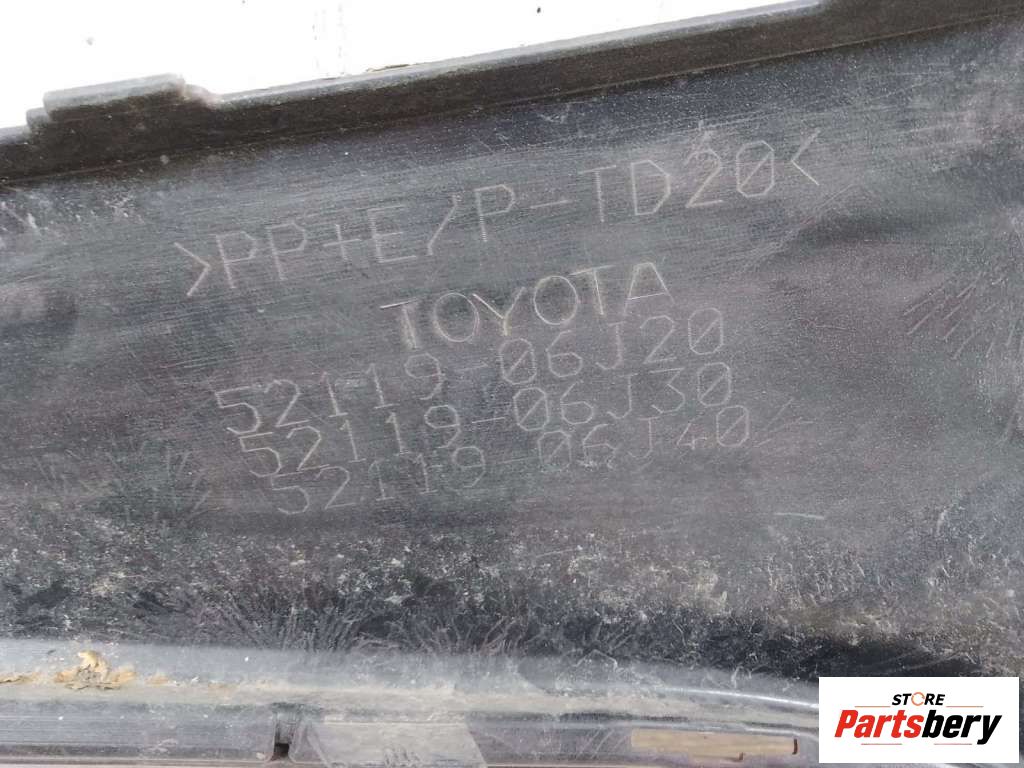 >PP+E/P-TD20<
TOYOTA
52119-06J20
52119-06J30
52119-06J40
STORE
Partsbery